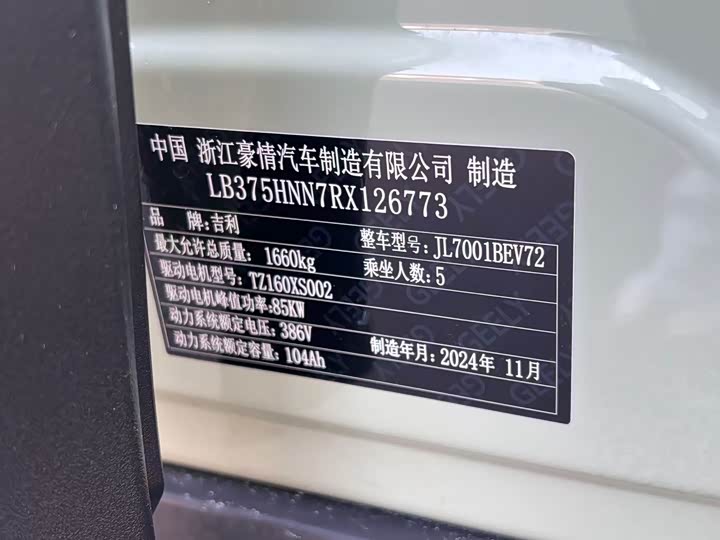 中国 浙江豪情汽车制造有限公司 制造
LB375HNN7RX126773
品 牌:吉利
整车型号: JL7001BEV72
最大允许总质量: 1660kg
乘坐人数: 5
驱动电机型号: TZ160XS002
驱动电机峰值功率:85KW
动力系统额定电压: 386V
制造年月: 2024年 11月
动力系统额定容量: 104Ah